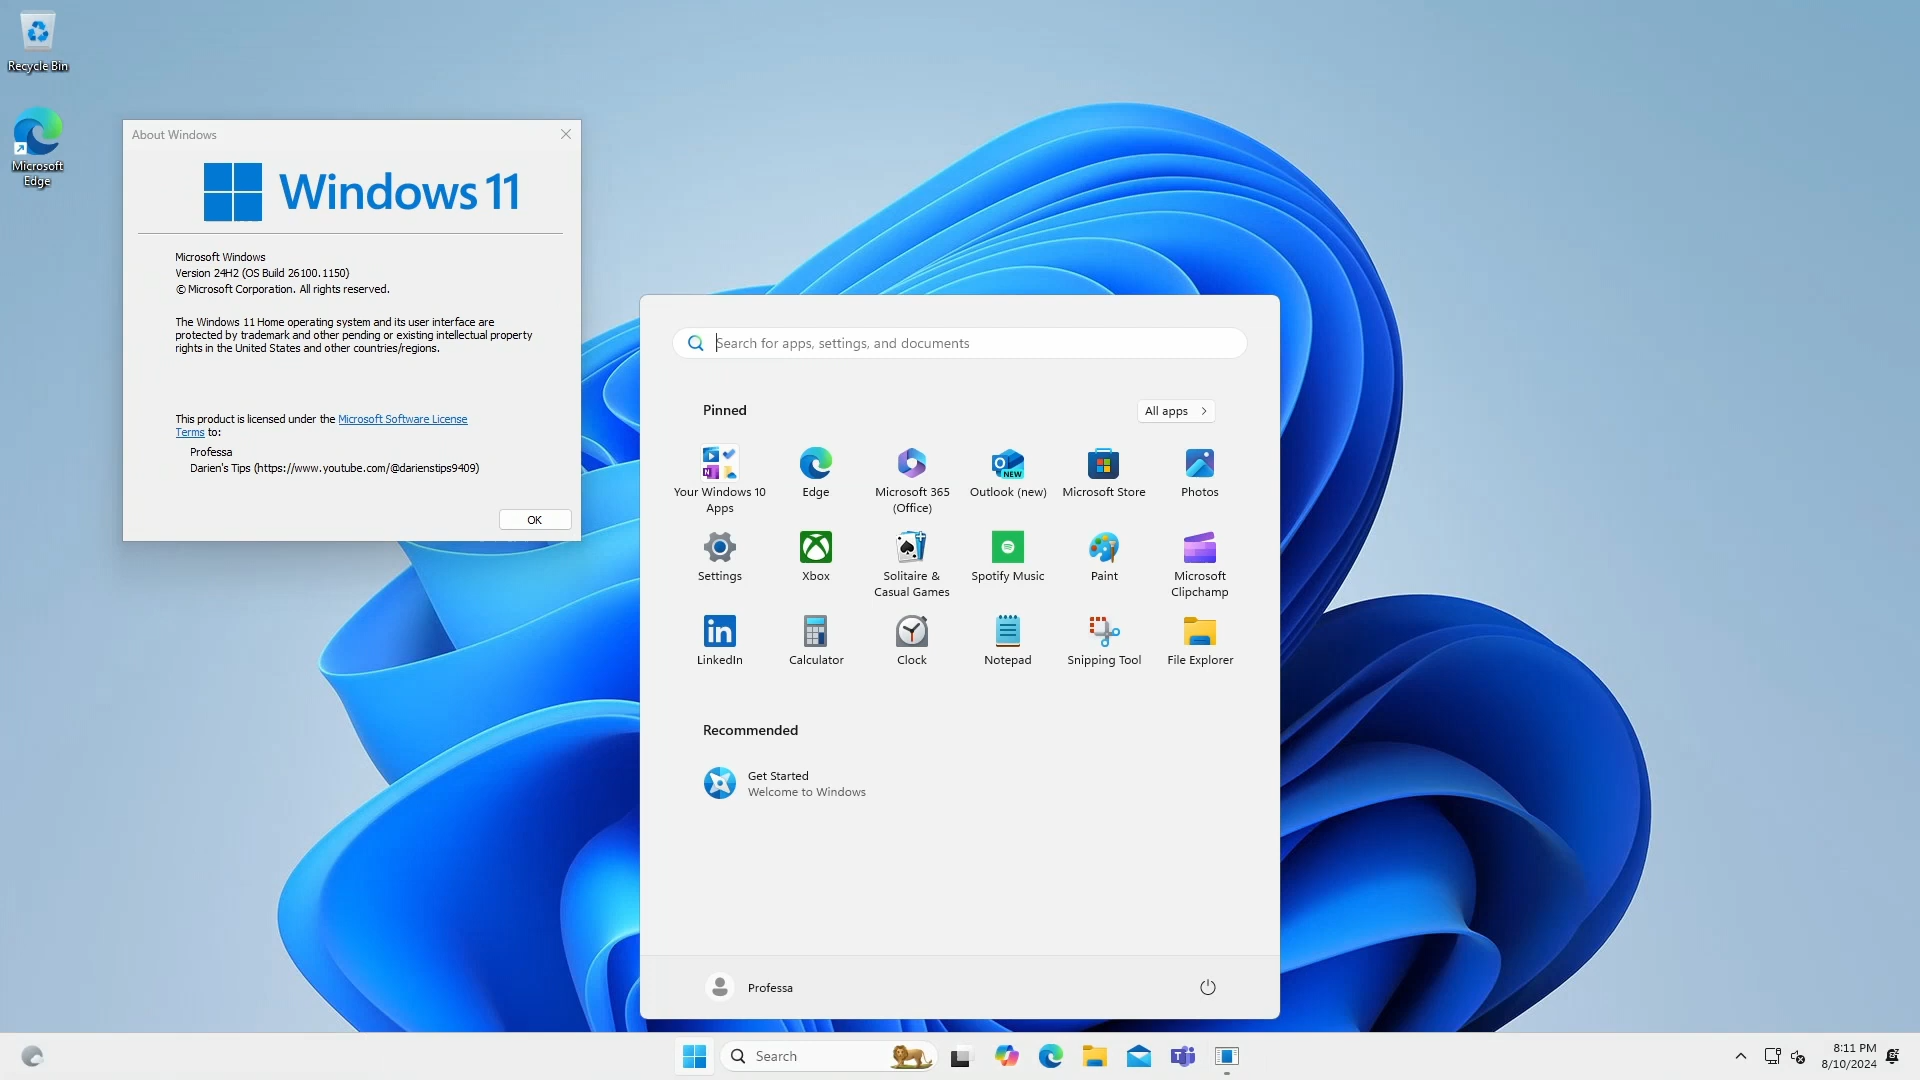 Recycle Bin
Microsoft
Edge
About Windows
Windows 11
Microsoft Windows
Version 24H2 (OS Build 26100.1150)
© Microsoft Corporation. All rights reserved.
The Windows 11 Home operating system and its user interface are
protected by trademark and other pending or existing intellectual property
rights in the United States and other countries/regions.
This product is licensed under the Microsoft Software License
Terms to:
Professa
Darien's Tips (https://www.youtube.com/@darienstips9409)
OK
Search for apps, settings, and documents
Pinned
All apps
Your Windows 10
Apps
Edge
Microsoft 365
(Office)
Outlook (new)
NEW
Microsoft Store
Photos
Settings
Xbox
Solitaire &
Casual Games
Spotify Music
Paint
Microsoft
Clipchamp
LinkedIn
Calculator
Clock
Notepad
Snipping Tool
File Explorer
Recommended
Get Started
Welcome to Windows
Professa
Search
8:11 PM
8/10/2024